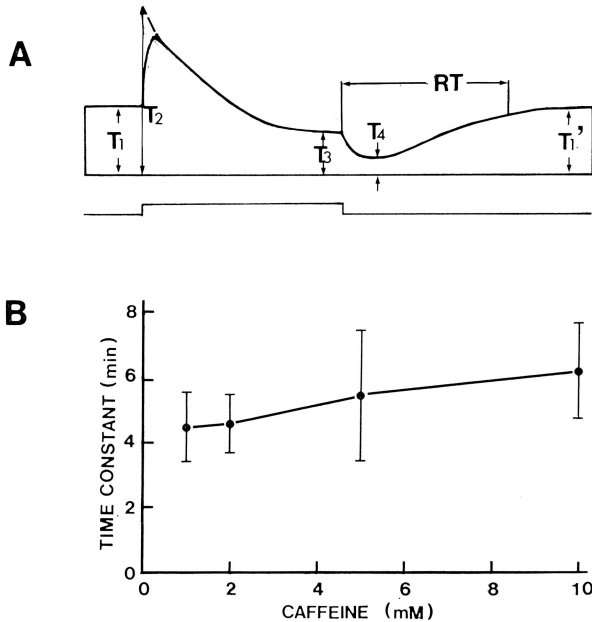 A
RT
T2
T4
T1
T3
T1'
B
8
6
4
2
0
TIME CONSTANT (min)
0 2 4 6 8 10
CAFFEINE (mM)